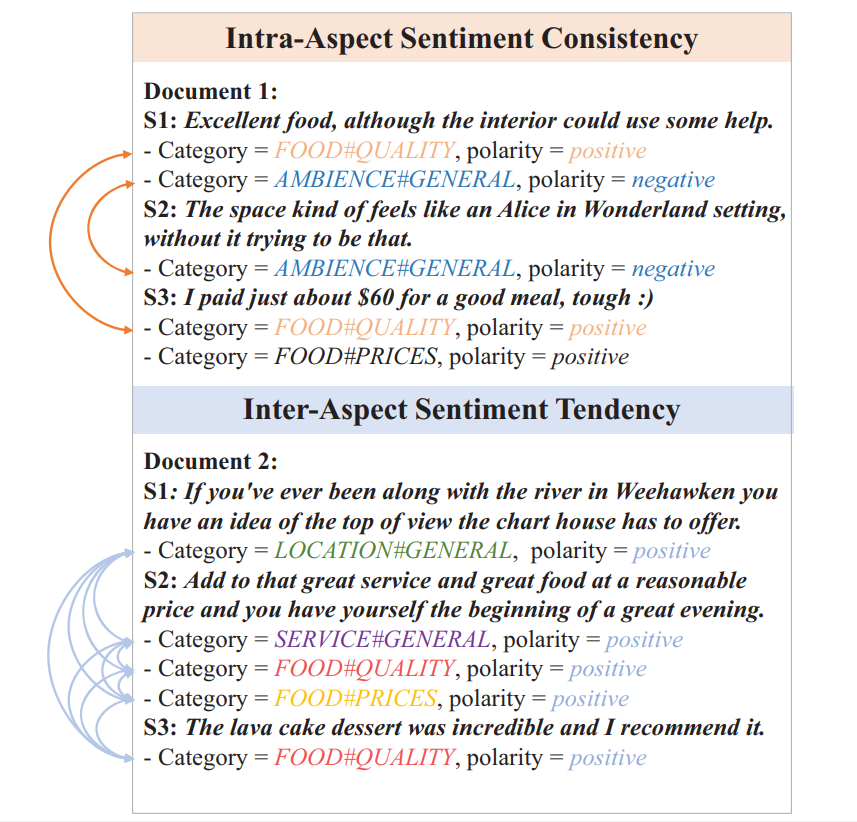 Intra-Aspect Sentiment Consistency
Document 1:
S1: Excellent food, although the interior could use some help.
- Category = FOOD#QUALITY, polarity = positive
- Category = AMBIENCE#GENERAL, polarity = negative
S2: The space kind of feels like an Alice in Wonderland setting,
without it trying to be that.
- Category = AMBIENCE#GENERAL, polarity = negative
S3: I paid just about $60 for a good meal, tough :)
- Category = FOOD#QUALITY, polarity = positive
- Category = FOOD#PRICES, polarity = positive
Inter-Aspect Sentiment Tendency
Document 2:
S1: If you've ever been along with the river in Weehawken you
have an idea of the top of view the chart house has to offer.
- Category = LOCATION#GENERAL, polarity = positive
S2: Add to that great service and great food at a reasonable
price and you have yourself the beginning of a great evening.
- Category = SERVICE#GENERAL, polarity = positive
- Category = FOOD#QUALITY, polarity = positive
- Category = FOOD#PRICES, polarity = positive
S3: The lava cake dessert was incredible and I recommend it.
- Category = FOOD#QUALITY, polarity = positive